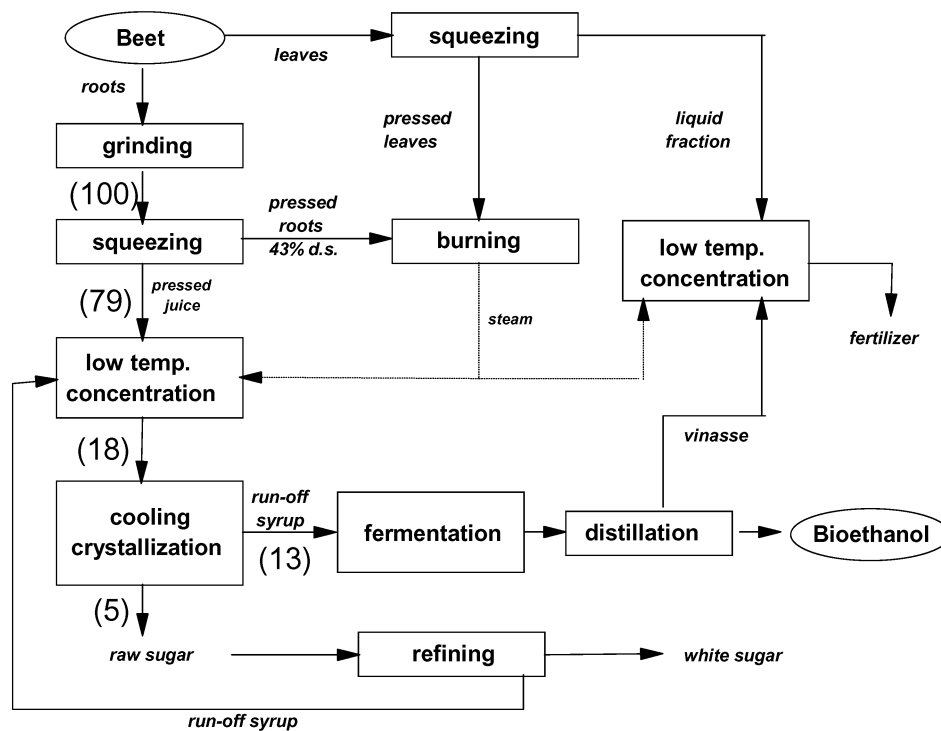 Beet
leaves
squeezing
roots
pressed
leaves
liquid
fraction
grinding
(100)
pressed
roots
43% d.s.
squeezing
burning
low temp.
concentration
(79)
pressed
juice
steam
fertilizer
low temp.
concentration
(18)
vinasse
cooling
crystallization
run-off
syrup
(13)
fermentation
distillation
Bioethanol
(5)
raw sugar
refining
white sugar
run-off syrup